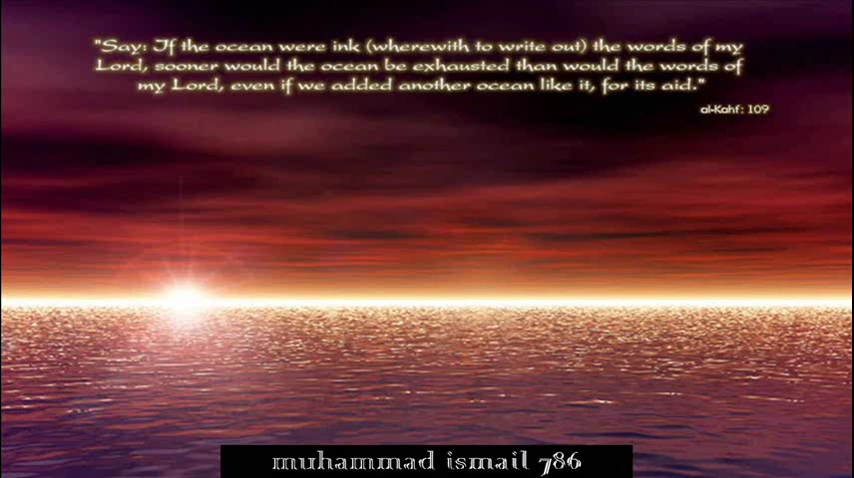 "Say: If the ocean were ink (wherewith to write out) the words of my
Lord, sooner would the ocean be exhausted than would the words of
my Lord, even if we added another ocean like it, for its aid."
al-Kahf: 109
muhammad ismail 786